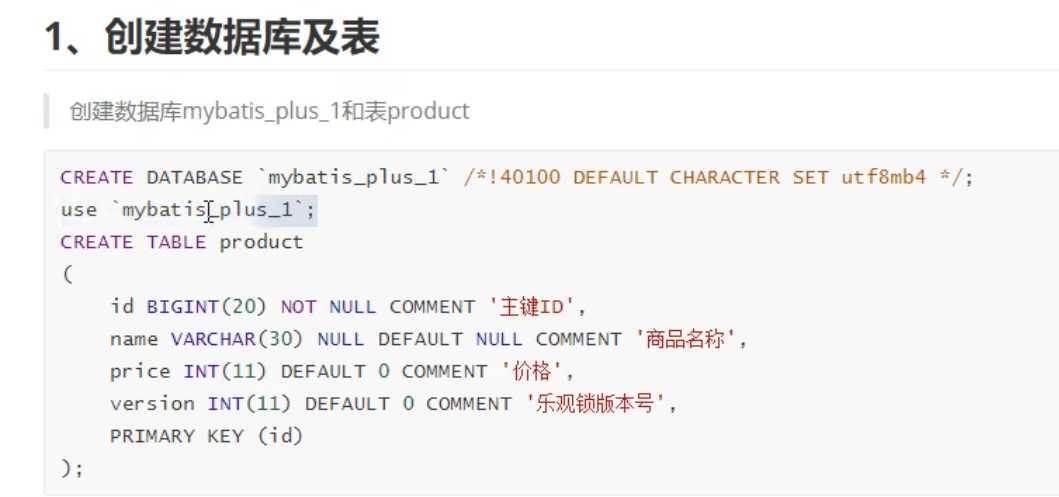 1、创建数据库及表
创建数据库mybatis_plus_1和表product
CREATE DATABASE `mybatis_plus_1` /*!40100 DEFAULT CHARACTER SET utf8mb4 */;
use `mybatis_plus_1`;
CREATE TABLE product
(
id BIGINT(20) NOT NULL COMMENT '主键ID',
name VARCHAR(30) NULL DEFAULT NULL COMMENT '商品名称',
price INT(11) DEFAULT 0 COMMENT '价格',
version INT(11) DEFAULT 0 COMMENT '乐观锁版本号',
PRIMARY KEY (id)
);